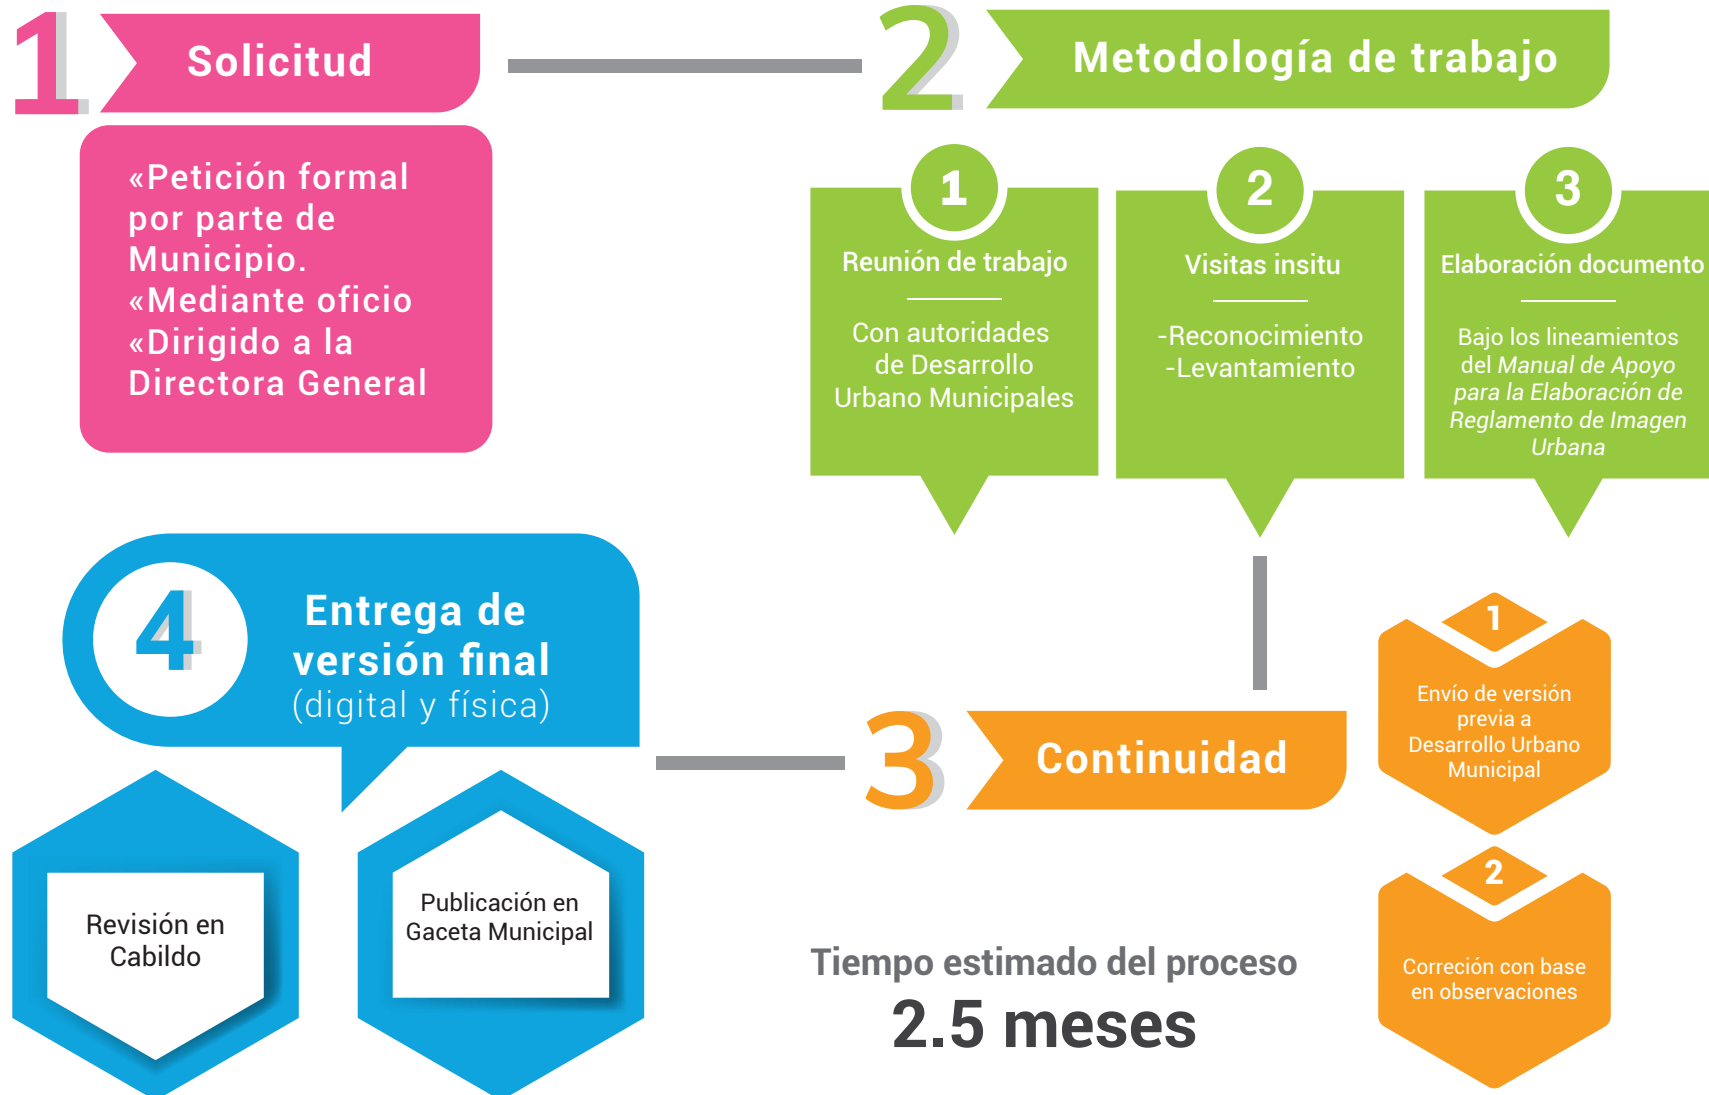 1
Solicitud
«Petición formal
por parte de
Municipio.
«Mediante oficio
«Dirigido a la
Directora General
2
Metodología de trabajo
1
Reunión de trabajo
Con autoridades
de Desarrollo
Urbano Municipales
2
Visitas insitu
-Reconocimiento
-Levantamiento
3
Elaboración documento
Bajo los lineamientos
del Manual de Apoyo
para la Elaboración de
Reglamento de Imagen
Urbana
3
Continuidad
1
Envío de versión
previa a
Desarrollo Urbano
Municipal
2
Correción con base
en observaciones
4
Entrega de
versión final
(digital y física)
Revisión en
Cabildo
Publicación en
Gaceta Municipal
Tiempo estimado del proceso
2.5 meses